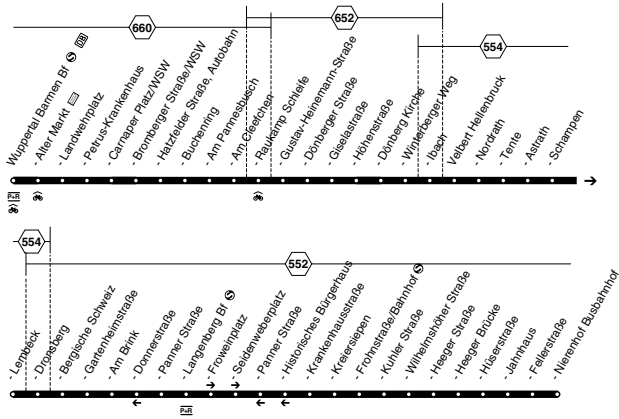 660
652
554
Wuppertal Barmen Bf S DB
- Alter Markt
- Landwehrplatz
- Petrus-Krankenhaus
- Carnaper Platz/WSW
- Bromberger Straße/WSW
- Hatzfelder Straße, Autobahn
- Buchenring
- Am Parmesbusch
- Am Cleefchen
- Raukamp Schleife
- Gustav-Heinemann-Straße
- Dönberger Straße
- Giselastraße
- Höhenstraße
- Dönberg Kirche
- Winterberger Weg
- Ibach
Velbert Hellenbruck
- Nordrath
- Tente
- Astrath
- Schampen
P+R
554
552
- Lembeck
- Dronsberg
- Bergische Schweiz
- Gartenheimstraße
- Am Brink
- Donnerstraße
- Panner Straße
- Langenberg Bf S
- Froweinplatz
- Seidenweberplatz
- Panner Straße
- Historisches Bürgerhaus
- Krankenhausstraße
- Kreiersiepen
- Frohnstraße/Bahnhof S
- Kuhler Straße
- Wilhelmshöher Straße
- Heeger Straße
- Heeger Brücke
- Hüserstraße
- Jahnhaus
- Fellerstraße
- Nierenhof Busbahnhof
P+R